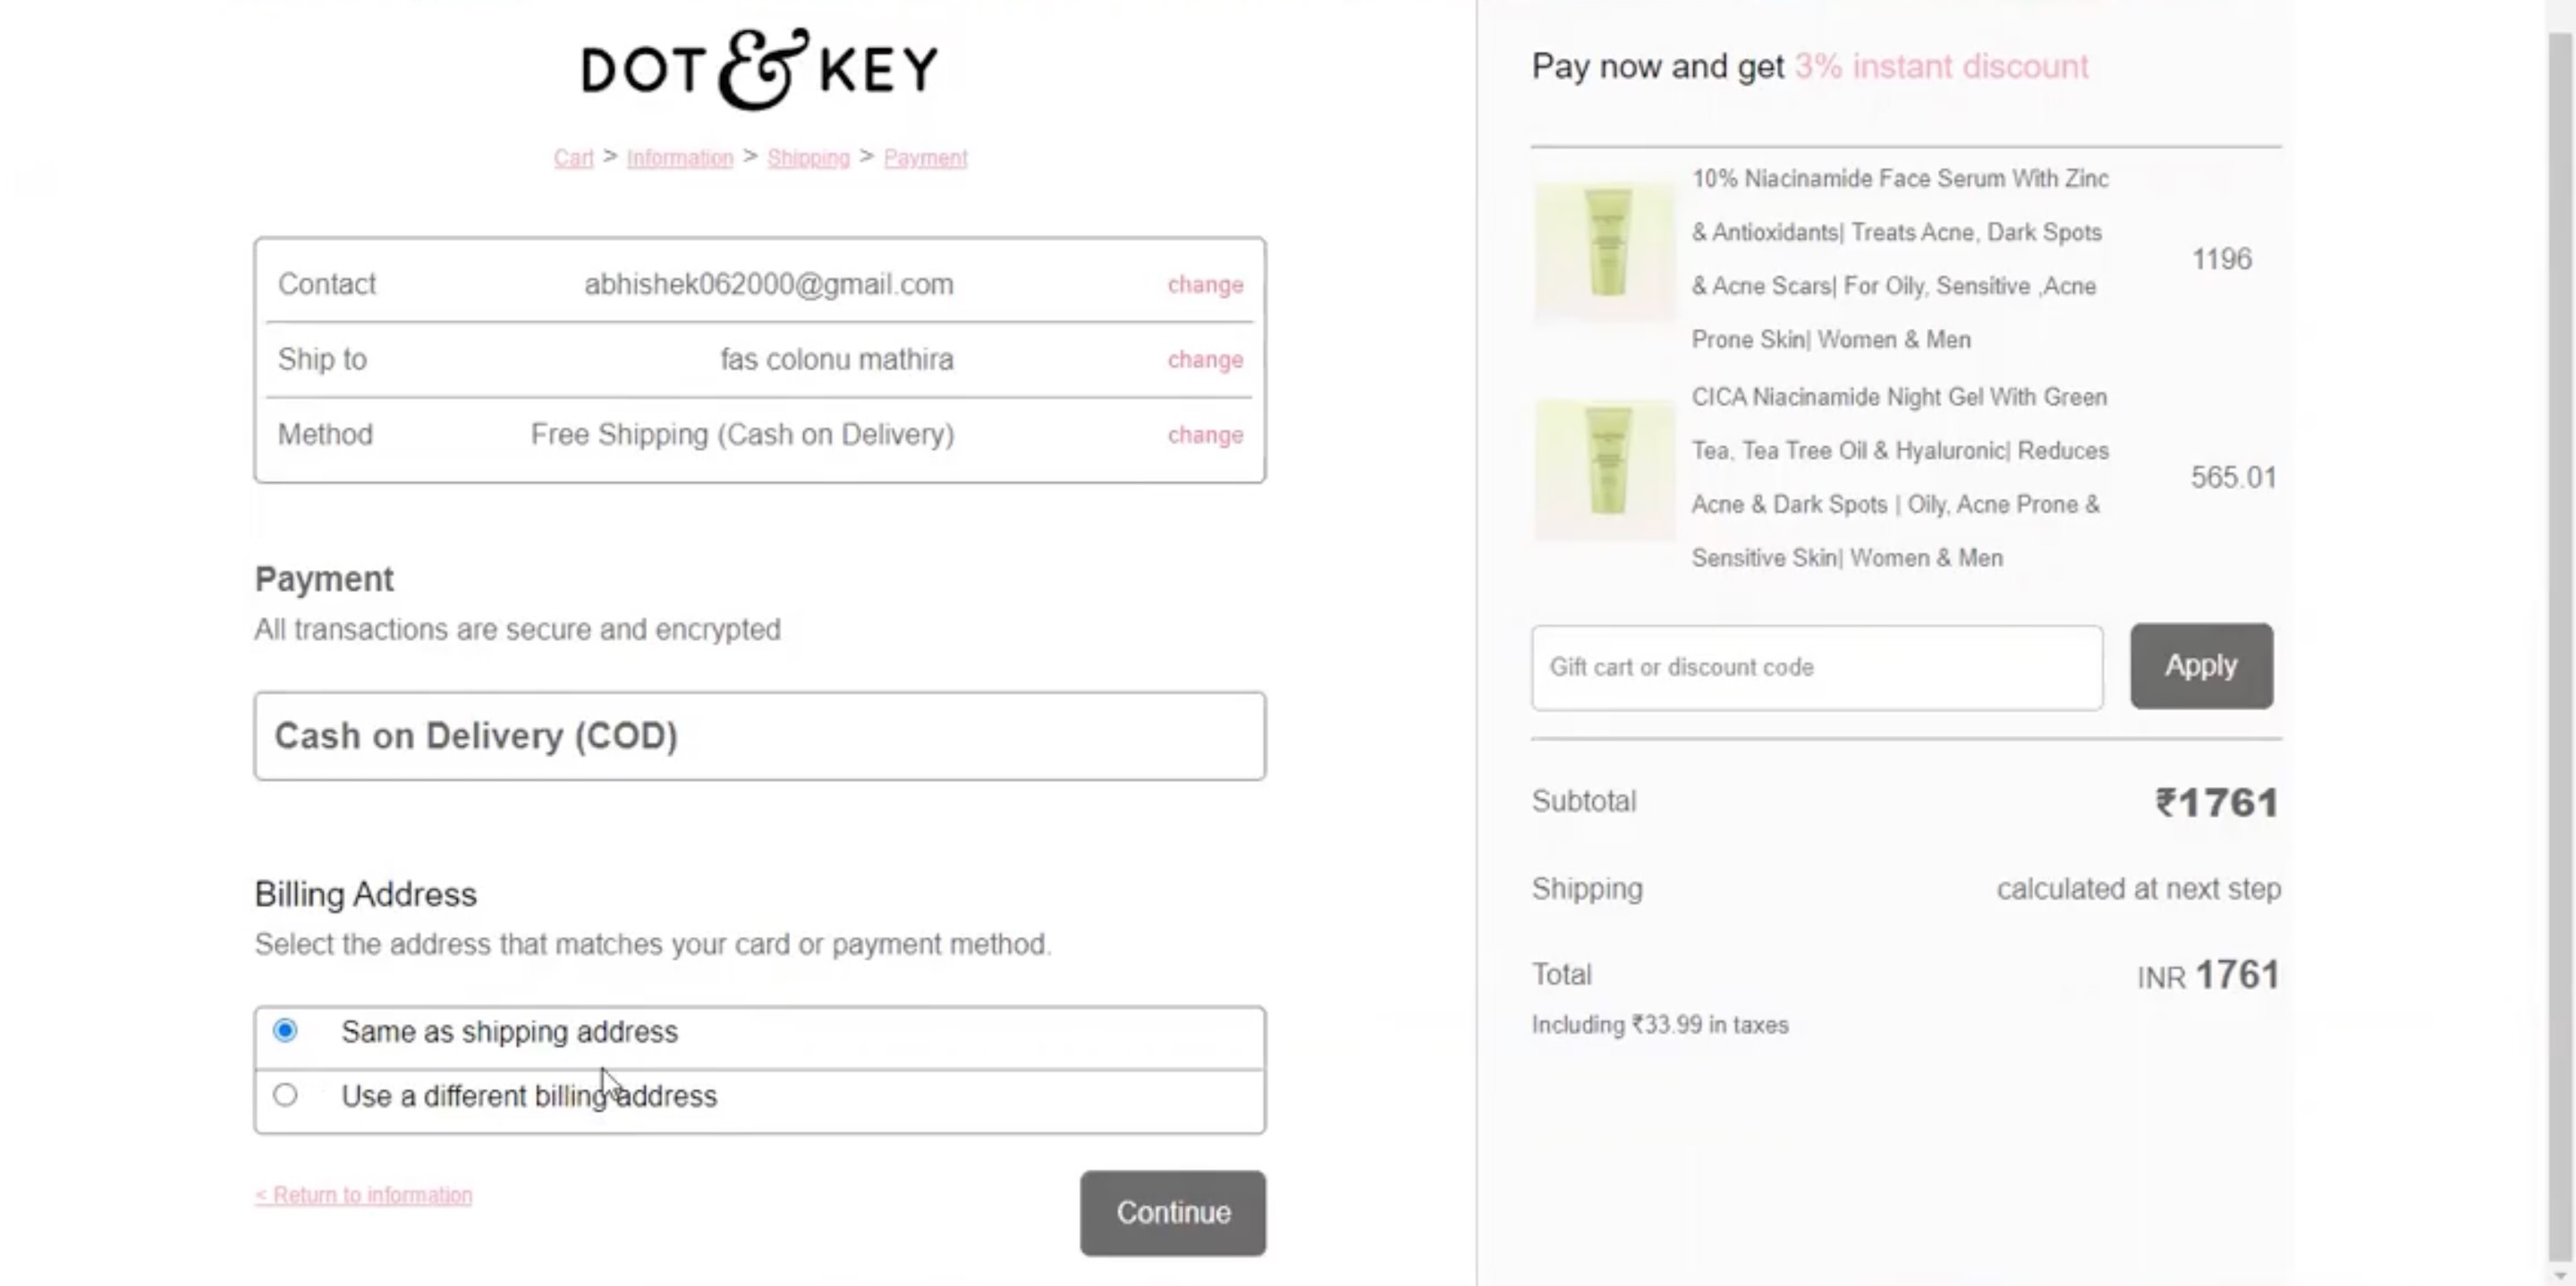 DOT & KEY
Cart > Information > Shipping > Payment
Contact abhishek062000@gmail.com change
Ship to fas colonu mathira change
Method Free Shipping (Cash on Delivery) change
Payment
All transactions are secure and encrypted
Cash on Delivery (COD)
Billing Address
Select the address that matches your card or payment method.
Same as shipping address
Use a different billing address
< Return to information
Continue
Pay now and get 3% instant discount
10% Niacinamide Face Serum With Zinc
& Antioxidants| Treats Acne, Dark Spots
& Acne Scars| For Oily, Sensitive ,Acne
Prone Skin| Women & Men
1196
CICA Niacinamide Night Gel With Green
Tea, Tea Tree Oil & Hyaluronic| Reduces
Acne & Dark Spots | Oily, Acne Prone &
Sensitive Skin| Women & Men
565.01
Gift cart or discount code
Apply
Subtotal ₹1761
Shipping calculated at next step
Total INR 1761
Including ₹33.99 in taxes